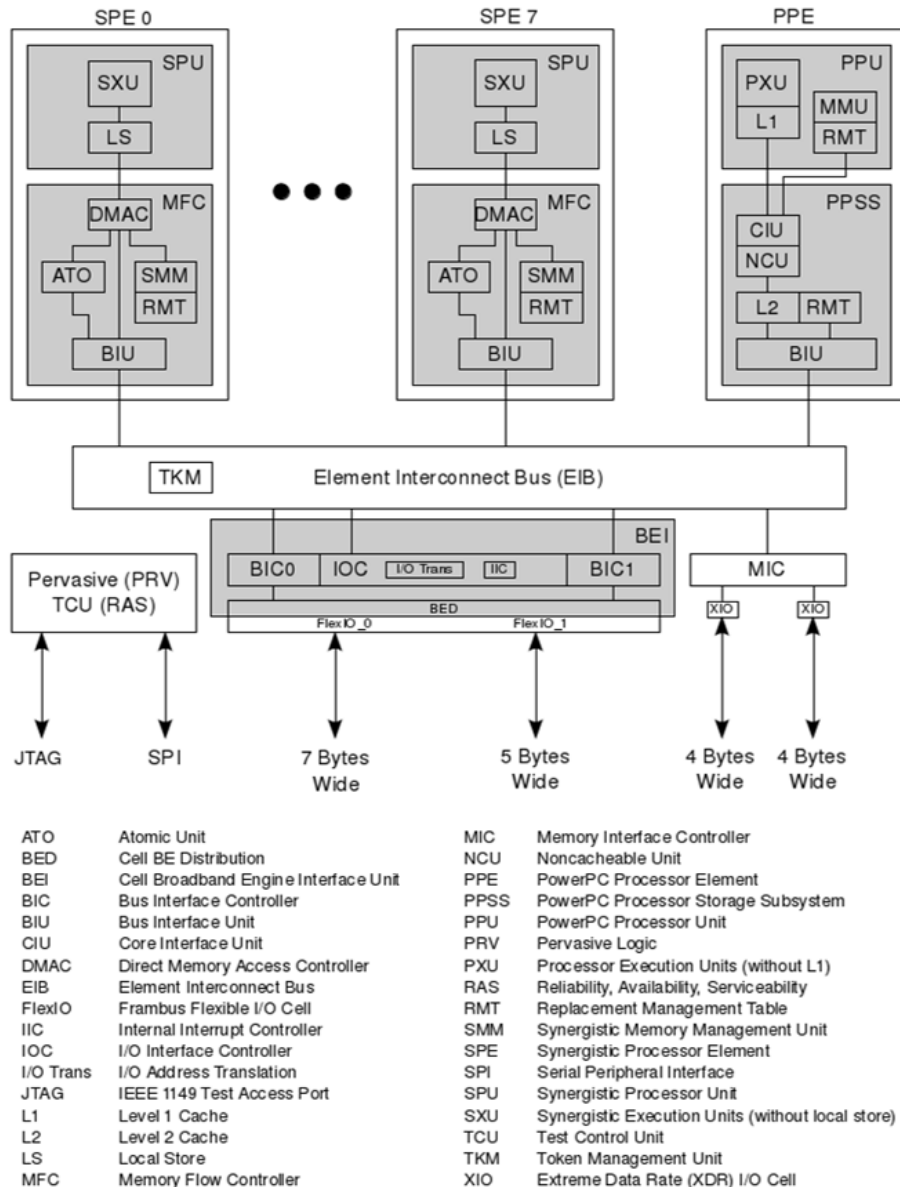 SPE 0 SPE 7 PPE
SPU SPU PPU
SXU SXU PXU MMU
LS LS L1 RMT
MFC MFC PPSS
DMAC DMAC CIU
ATO SMM ATO SMM NCU
RMT RMT L2 RMT
BIU BIU BIU
TKM Element Interconnect Bus (EIB)
BEI
Pervasive (PRV) BIC0 IOC I/O Trans IIC BIC1 MIC
TCU (RAS) BED XIO XIO
FlexIO_0 FlexIO_1
JTAG SPI 7 Bytes 5 Bytes 4 Bytes 4 Bytes
Wide Wide Wide Wide
ATO Atomic Unit
BED Cell BE Distribution
BEI Cell Broadband Engine Interface Unit
BIC Bus Interface Controller
BIU Bus Interface Unit
CIU Core Interface Unit
DMAC Direct Memory Access Controller
EIB Element Interconnect Bus
FlexIO Frambus Flexible I/O Cell
IIC Internal Interrupt Controller
IOC I/O Interface Controller
I/O Trans I/O Address Translation
JTAG IEEE 1149 Test Access Port
L1 Level 1 Cache
L2 Level 2 Cache
LS Local Store
MFC Memory Flow Controller
MIC Memory Interface Controller
NCU Noncacheable Unit
PPE PowerPC Processor Element
PPSS PowerPC Processor Storage Subsystem
PPU PowerPC Processor Unit
PRV Pervasive Logic
PXU Processor Execution Units (without L1)
RAS Reliability, Availability, Serviceability
RMT Replacement Management Table
SMM Synergistic Memory Management Unit
SPE Synergistic Processor Element
SPI Serial Peripheral Interface
SPU Synergistic Processor Unit
SXU Synergistic Execution Units (without local store)
TCU Test Control Unit
TKM Token Management Unit
XIO Extreme Data Rate (XDR) I/O Cell